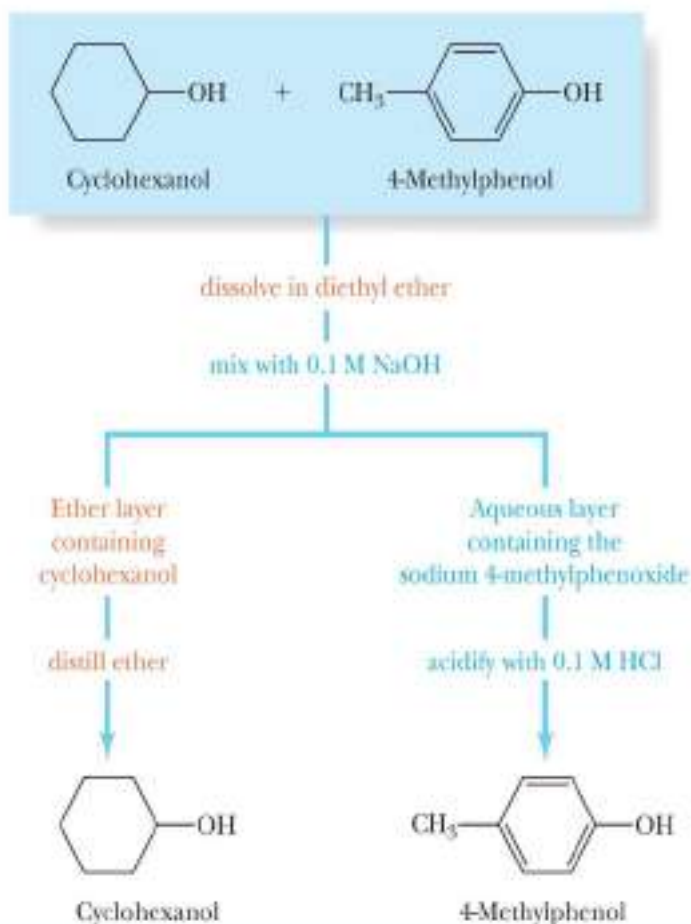 OH + CH₃ OH
Cyclohexanol 4-Methylphenol
dissolve in diethyl ether
mix with 0.1 M NaOH
Ether layer
containing
cyclohexanol
Aqueous layer
containing the
sodium 4-methylphenoxide
distill ether
acidify with 0.1 M HCl
OH CH₃ OH
Cyclohexanol 4-Methylphenol